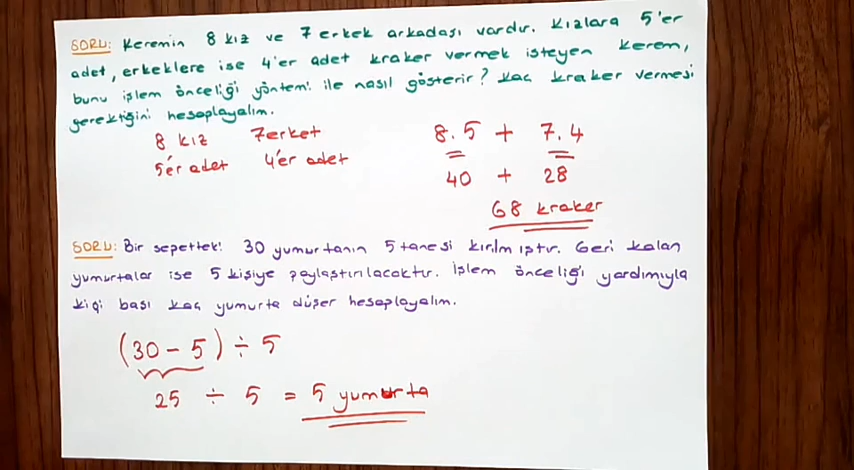 SORU: Keremin 8 kız ve 7 erkek arkadaşı vardır. Kızlara 5'er
adet, erkeklere ise 4'er adet kraker vermek isteyen Kerem,
bunu işlem önceliği yöntemi ile nasıl gösterir? Kaç kraker vermesi
gerektiğini hesaplayalım.
8 kız 7erket
5'er adet 4'er adet
8.5 + 7.4
40 + 28
68 kraker
SORU: Bir sepetteki 30 yumurtanın 5 tanesi kırılmıştır. Geri kalan
yumurtalar ise 5 kişiye paylaştırılacaktır. İşlem önceliği yardımıyla
kişi başı kaç yumurta düşer hesaplayalım.
(30 - 5) ÷ 5
25 ÷ 5 = 5 yumurta